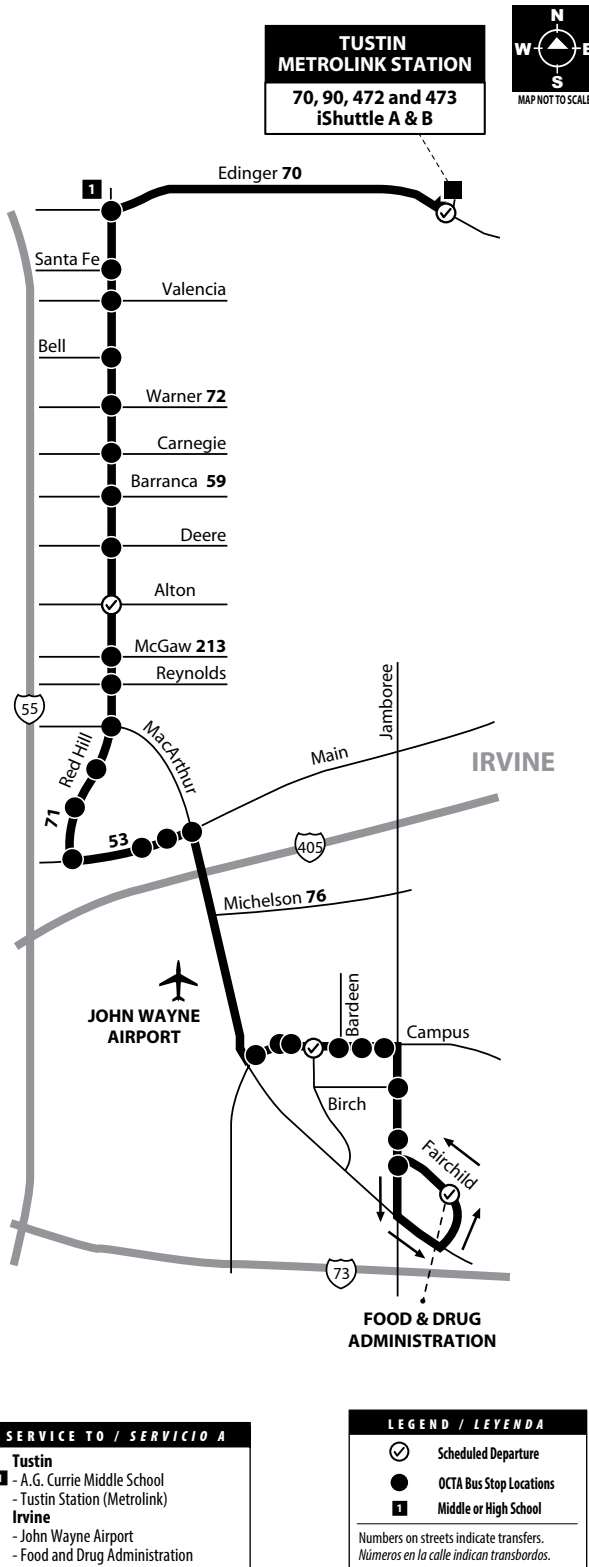 TUSTIN
METROLINK STATION
70, 90, 472 and 473
iShuttle A & B
N
W E
S
MAP NOT TO SCALE
Edinger 70
1
Santa Fe
Valencia
Bell
Warner 72
Carnegie
Barranca 59
Deere
Alton
McGaw 213
Reynolds
55
Red Hill
MacArthur
Jamboree
Main
IRVINE
71
53
405
Michelson 76
JOHN WAYNE
AIRPORT
Bardeen
Campus
Birch
Fairchild
73
FOOD & DRUG
ADMINISTRATION
SERVICE TO / SERVICIO A
Tustin
- A.G. Currie Middle School
- Tustin Station (Metrolink)
Irvine
- John Wayne Airport
- Food and Drug Administration
LEGEND / LEYENDA
Scheduled Departure
OCTA Bus Stop Locations
1 Middle or High School
Numbers on streets indicate transfers.
Números en la calle indican transbordos.